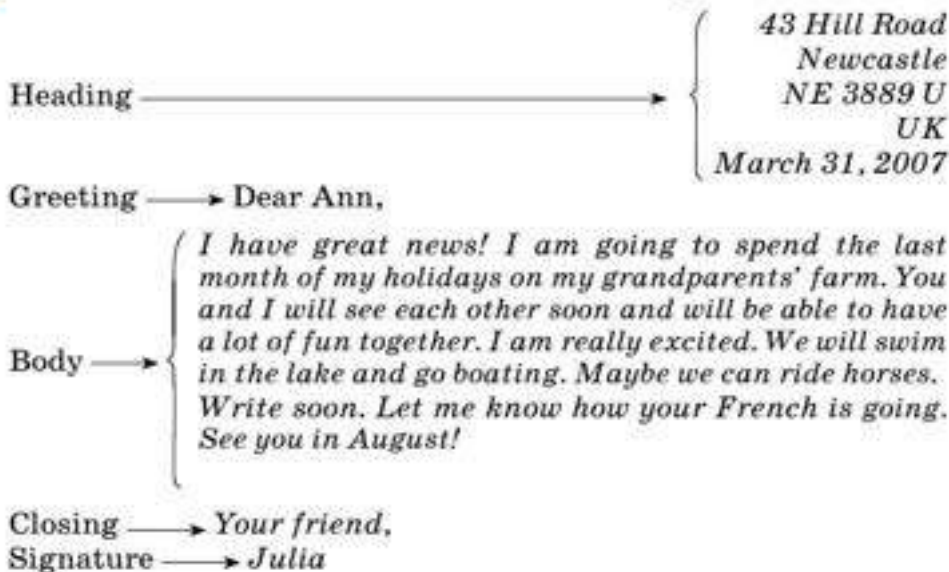 43 Hill Road
Newcastle
Heading NE 3889 U
UK
March 31, 2007
Greeting Dear Ann,
I have great news! I am going to spend the last
month of my holidays on my grandparents' farm. You
and I will see each other soon and will be able to have
a lot of fun together. I am really excited. We will swim
Body in the lake and go boating. Maybe we can ride horses.
Write soon. Let me know how your French is going.
See you in August!
Closing Your friend,
Signature Julia